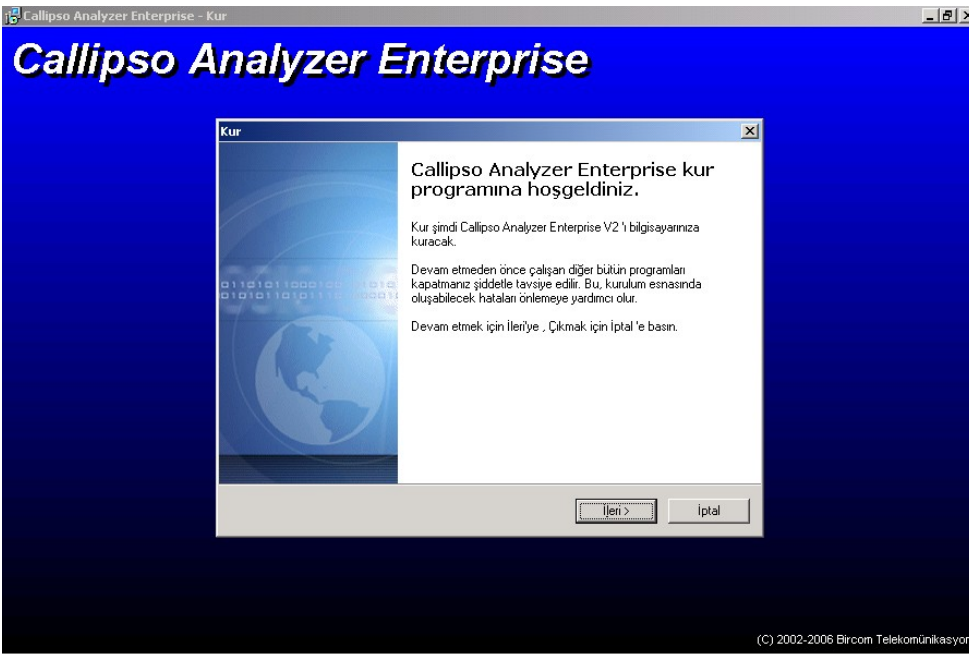 Callipso Analyzer Enterprise - Kur
Callipso Analyzer Enterprise
Kur
Callipso Analyzer Enterprise kur
programına hoşgeldiniz.
Kur şimdi Callipso Analyzer Enterprise V2 'ı bilgisayarınıza
kuracak.
Devam etmeden önce çalışan diğer bütün programları
kapatmanız şiddetle tavsiye edilir. Bu, kurulum esnasında
oluşabilecek hataları önlemeye yardımcı olur.
Devam etmek için İleri'ye , Çıkmak için İptal 'e basın.
İleri >
İptal
(C) 2002-2006 Bircom Telekomünikasyon